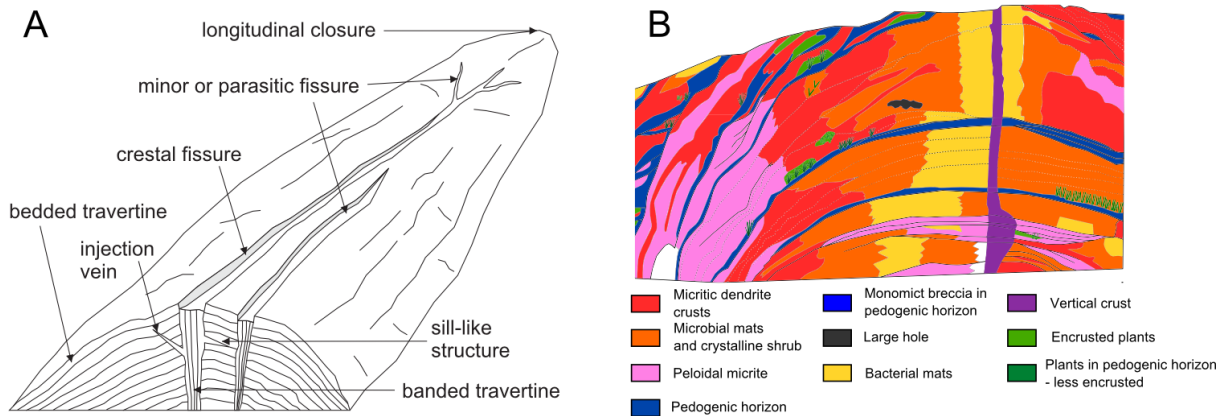 A
longitudinal closure
minor or parasitic fissure
crestal fissure
bedded travertine
injection
vein
sill-like
structure
banded travertine
B
Micritic dendrite
crusts
Microbial mats
and crystalline shrub
Peloidal micrite
Pedogenic horizon
Monomict breccia in
pedogenic horizon
Large hole
Bacterial mats
Vertical crust
Encrusted plants
Plants in pedogenic horizon
- less encrusted